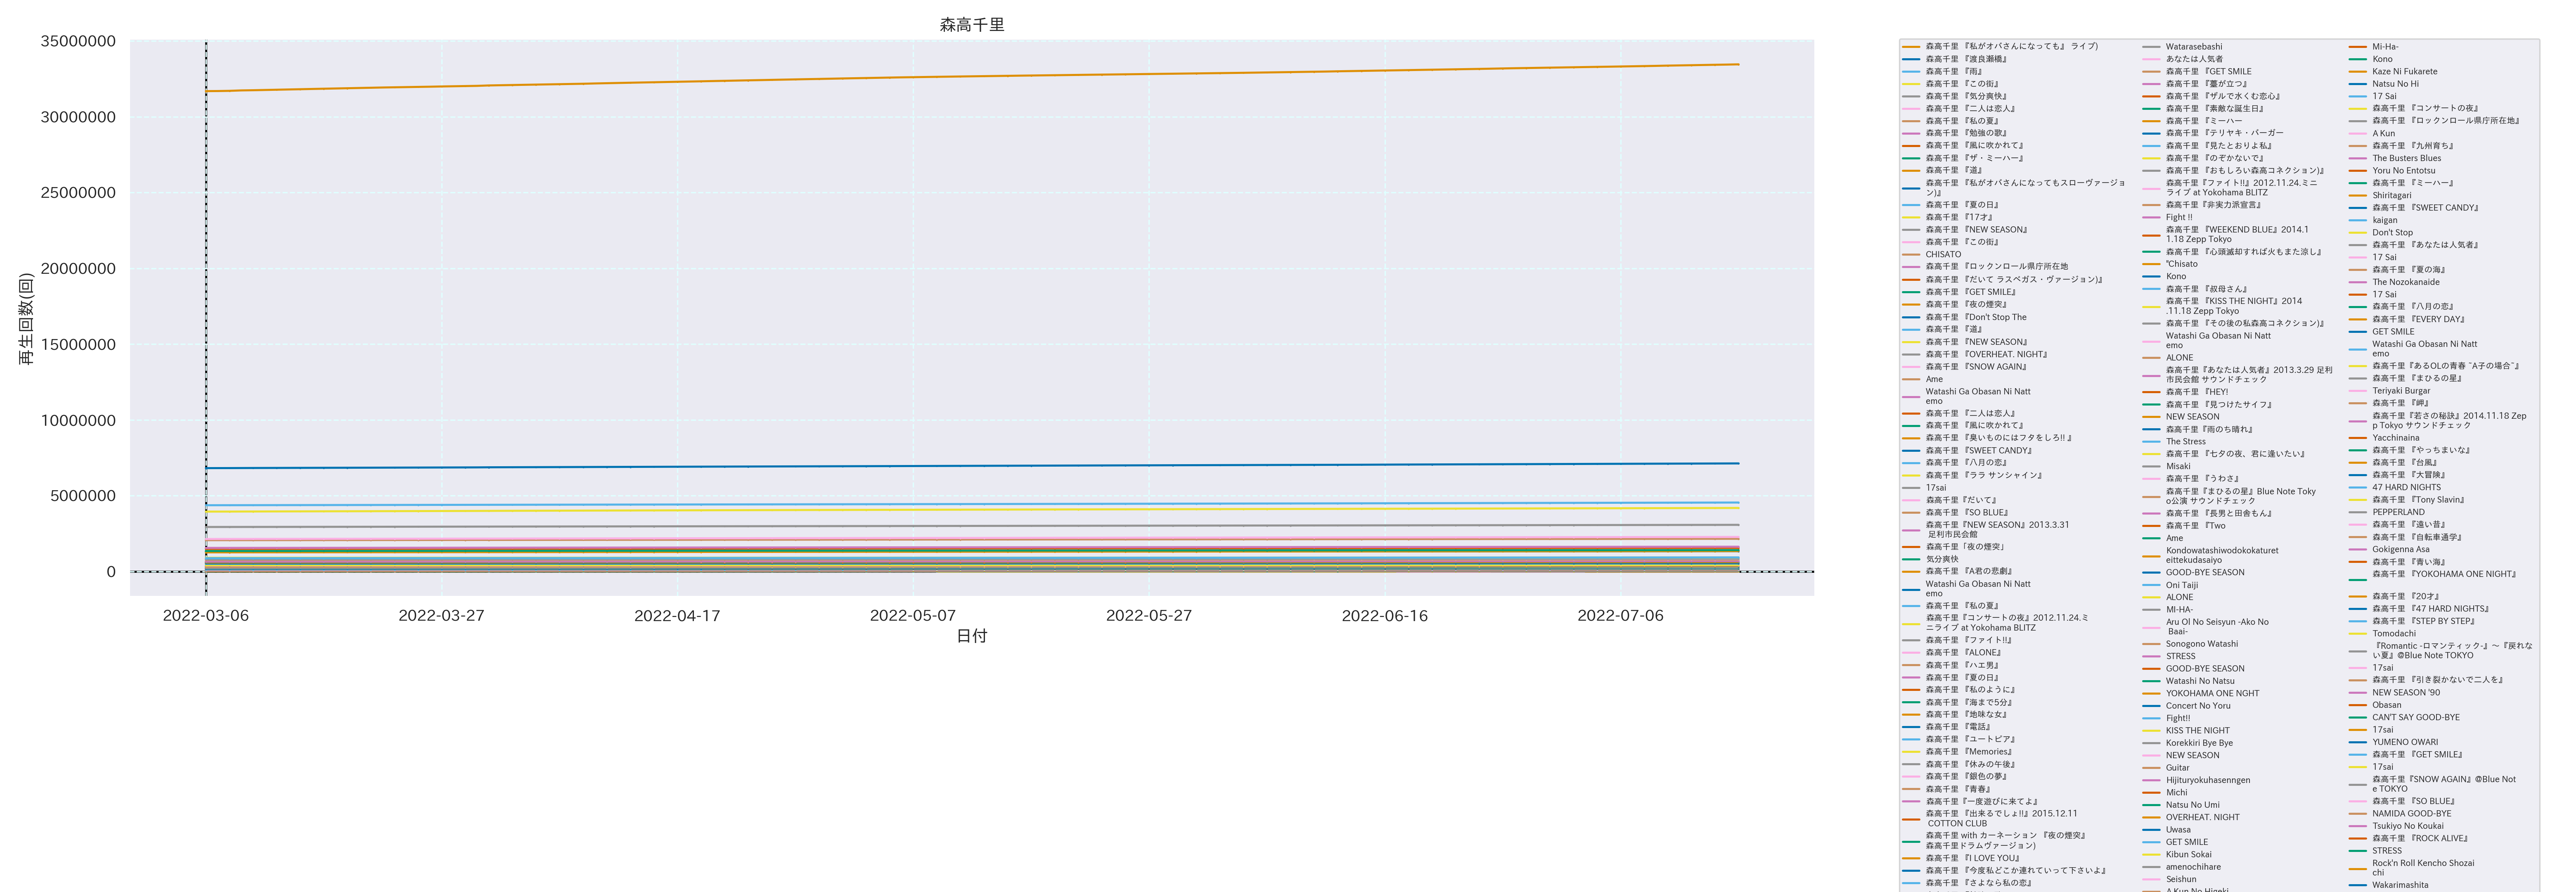 森高千里
35000000
30000000
25000000
20000000
15000000
10000000
5000000
0
再生回数(回)
2022-03-06
2022-03-27
2022-04-17
2022-05-07
2022-05-27
2022-06-16
2022-07-06
日付
森高千里 『私がオバさんになっても』 ライブ)
森高千里 『渡良瀬橋』
森高千里 『雨』
森高千里 『この街』
森高千里 『気分爽快』
森高千里 『二人は恋人』
森高千里 『私の夏』
森高千里 『勉強の歌』
森高千里 『風に吹かれて』
森高千里 『ザ・ミーハー』
森高千里 『道』
森高千里 『私がオバさんになってもスローヴァージョ
ン)』
森高千里 『夏の日』
森高千里 『17才』
森高千里 『NEW SEASON』
森高千里 『この街』
CHISATO
森高千里 『ロックンロール県庁所在地
森高千里 『だいて ラスベガス・ヴァージョン)』
森高千里 『GET SMILE』
森高千里 『夜の煙突』
森高千里 『Don't Stop The
森高千里 『道』
森高千里 『NEW SEASON』
森高千里 『OVERHEAT. NIGHT』
森高千里 『SNOW AGAIN』
Ame
Watashi Ga Obasan Ni Natt
emo
森高千里 『二人は恋人』
森高千里 『風に吹かれて』
森高千里 『臭いものにはフタをしろ!! 』
森高千里 『SWEET CANDY』
森高千里 『八月の恋』
森高千里 『ララ サンシャイン』
17sai
森高千里『だいて』
森高千里 『SO BLUE』
森高千里『NEW SEASON』2013.3.31
足利市民会館
森高千里「夜の煙突」
気分爽快
森高千里 『A君の悲劇』
Watashi Ga Obasan Ni Natt
emo
森高千里 『私の夏』
森高千里『コンサートの夜』2012.11.24.ミ
ニライブ at Yokohama BLITZ
森高千里 『ファイト!!』
森高千里 『ALONE』
森高千里 『ハエ男』
森高千里 『夏の日』
森高千里 『私のように』
森高千里 『海まで5分』
森高千里 『地味な女』
森高千里 『電話』
森高千里 『ユートピア』
森高千里 『Memories』
森高千里 『休みの午後』
森高千里 『銀色の夢』
森高千里 『青春』
森高千里『一度遊びに来てよ』
森高千里 『出来るでしょ!!』2015.12.11
COTTON CLUB
森高千里 with カーネーション 『夜の煙突』
森高千里ドラムヴァージョン)
森高千里 『I LOVE YOU』
森高千里 『今度私どこか連れていって下さいよ』
森高千里 『さよなら私の恋』
Watarasebashi
あなたは人気者
森高千里 『GET SMILE
森高千里 『薹が立つ』
森高千里 『ザルで水くむ恋心』
森高千里 『素敵な誕生日』
森高千里 『ミーハー
森高千里 『テリヤキ・バーガー
森高千里 『見たとおりよ私』
森高千里 『のぞかないで』
森高千里 『おもしろい森高コネクション)』
森高千里『ファイト!!』2012.11.24.ミニ
ライブ at Yokohama BLITZ
森高千里『非実力派宣言』
Fight !!
森高千里 『WEEKEND BLUE』2014.1
1.18 Zepp Tokyo
森高千里 『心頭滅却すれば火もまた涼し』
"Chisato
Kono
森高千里 『叔母さん』
森高千里 『KISS THE NIGHT』2014
.11.18 Zepp Tokyo
森高千里 『その後の私森高コネクション)』
Watashi Ga Obasan Ni Natt
emo
ALONE
森高千里『あなたは人気者』2013.3.29 足利
市民会館 サウンドチェック
森高千里 『HEY!
森高千里 『見つけたサイフ』
NEW SEASON
森高千里『雨のち晴れ』
The Stress
森高千里 『七夕の夜、君に逢いたい』
Misaki
森高千里 『うわさ』
森高千里『まひるの星』Blue Note Toky
o公演 サウンドチェック
森高千里 『長男と田舎もん』
森高千里 『Two
Ame
Kondowatashiwodokokaturet
eittekudasaiyo
GOOD-BYE SEASON
Oni Taiji
ALONE
MI-HA-
Aru Ol No Seisyun -Ako No
Baai-
Sonogono Watashi
STRESS
GOOD-BYE SEASON
Watashi No Natsu
YOKOHAMA ONE NGHT
Concert No Yoru
Fight!!
KISS THE NIGHT
Korekkiri Bye Bye
NEW SEASON
Guitar
Hijituryokuhasenngen
Michi
Natsu No Umi
OVERHEAT. NIGHT
Uwasa
GET SMILE
Kibun Sokai
amenochihare
Seishun
A Kun No Higeki
Mi-Ha-
Kono
Kaze Ni Fukarete
Natsu No Hi
17 Sai
森高千里 『コンサートの夜』
森高千里 『ロックンロール県庁所在地』
A Kun
森高千里 『九州育ち』
The Busters Blues
Yoru No Entotsu
森高千里 『ミーハー』
Shiritagari
森高千里 『SWEET CANDY』
kaigan
Don't Stop
森高千里 『あなたは人気者』
17 Sai
森高千里 『夏の海』
The Nozokanaide
17 Sai
森高千里 『八月の恋』
森高千里 『EVERY DAY』
GET SMILE
Watashi Ga Obasan Ni Natt
emo
森高千里『あるOLの青春 ~A子の場合~』
森高千里 『まひるの星』
Teriyaki Burgar
森高千里 『岬』
森高千里『若さの秘訣』2014.11.18 Zep
p Tokyo サウンドチェック
Yacchinaina
森高千里 『やっちまいな』
森高千里 『台風』
森高千里 『大冒険』
47 HARD NIGHTS
森高千里 『Tony Slavin』
PEPPERLAND
森高千里 『遠い昔』
森高千里 『自転車通学』
Gokigenna Asa
森高千里 『青い海』
森高千里 『YOKOHAMA ONE NIGHT』
森高千里 『20才』
森高千里 『47 HARD NIGHTS』
森高千里 『STEP BY STEP』
Tomodachi
『Romantic -ロマンティック-』～『戻れな
い夏』@Blue Note TOKYO
17sai
森高千里 『引き裂かないで二人を』
NEW SEASON '90
Obasan
CAN'T SAY GOOD-BYE
17sai
YUMENO OWARI
森高千里 『GET SMILE』
17sai
森高千里『SNOW AGAIN』@Blue Not
e TOKYO
森高千里 『SO BLUE』
NAMIDA GOOD-BYE
Tsukiyo No Koukai
森高千里 『ROCK ALIVE』
STRESS
Rock'n Roll Kencho Shozai
chi
Wakarimashita